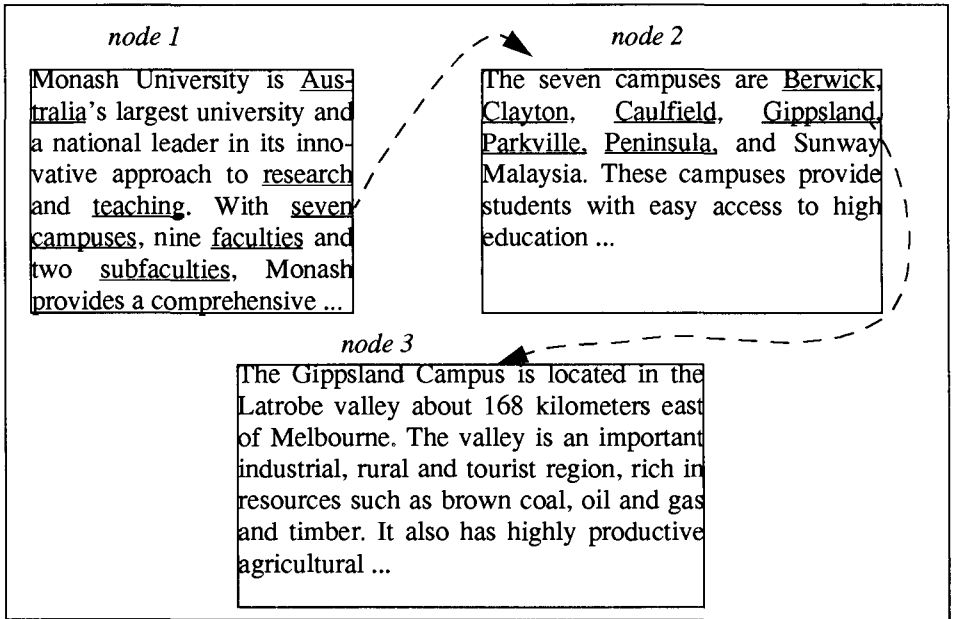 node 1
Monash University is Aus-
tralia's largest university and
a national leader in its inno-
vative approach to research
and teaching. With seven
campuses, nine faculties and
two subfaculties, Monash
provides a comprehensive ...
node 2
The seven campuses are Berwick,
Clayton, Caulfield, Gippsland,
Parkville, Peninsula, and Sunway
Malaysia. These campuses provide
students with easy access to high
education ...
node 3
The Gippsland Campus is located in the
Latrobe valley about 168 kilometers east
of Melbourne. The valley is an important
industrial, rural and tourist region, rich in
resources such as brown coal, oil and gas
and timber. It also has highly productive
agricultural ...